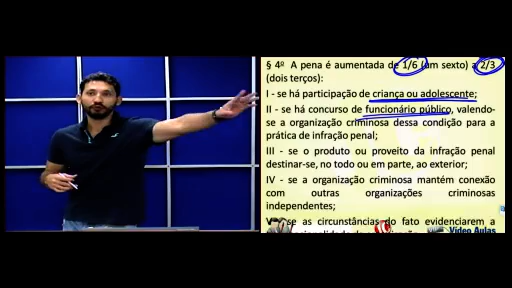 § 4º A pena é aumentada de 1/6 (um sexto) a 2/3
(dois terços):
I - se há participação de criança ou adolescente;
II - se há concurso de funcionário público, valendo-
se a organização criminosa dessa condição para a
prática de infração penal;
III - se o produto ou proveito da infração penal
destinar-se, no todo ou em parte, ao exterior;
IV - se a organização criminosa mantém conexão
com outras organizações criminosas
independentes;
se as circunstâncias do fato evidenciarem a
Vídeo Aulas